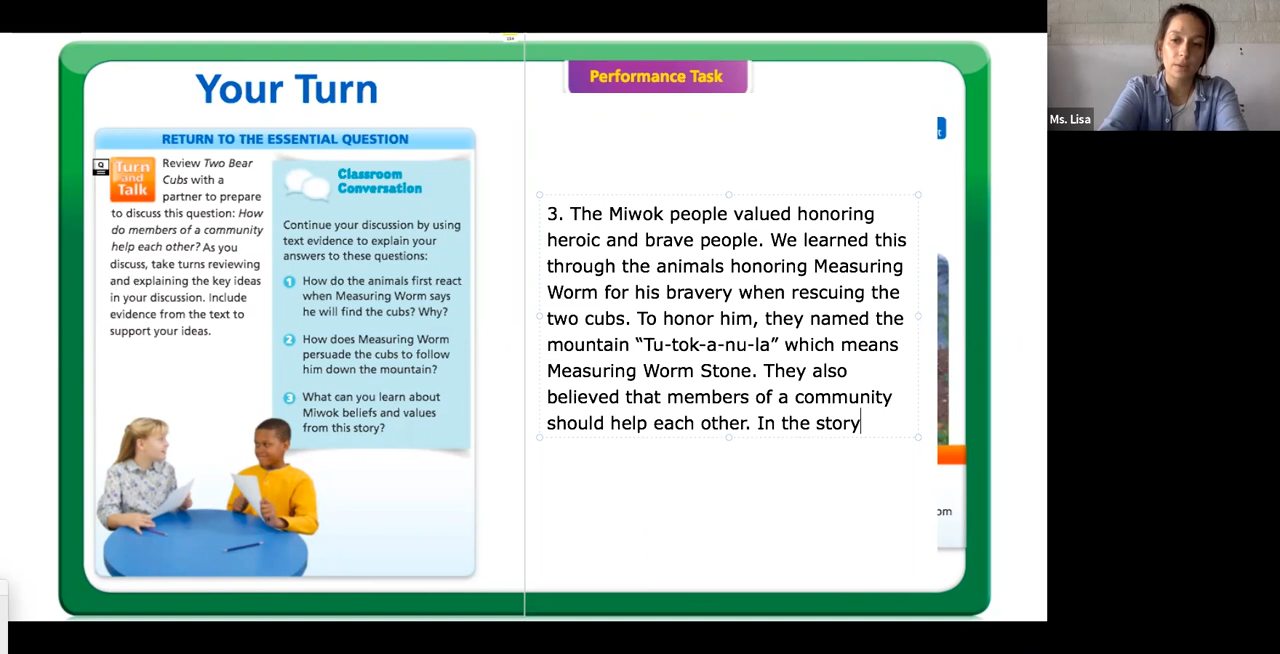 Your Turn
RETURN TO THE ESSENTIAL QUESTION
Turn
and
Talk
Review Two Bear
Cubs with a
partner to prepare
to discuss this question: How
do members of a community
help each other? As you
discuss, take turns reviewing
and explaining the key ideas
in your discussion. Include
evidence from the text to
support your ideas.
Classroom
Conversation
Continue your discussion by using
text evidence to explain your
answers to these questions:
1 How do the animals first react
when Measuring Worm says
he will find the cubs? Why?
2 How does Measuring Worm
persuade the cubs to follow
him down the mountain?
3 What can you learn about
Miwok beliefs and values
from this story?
Performance Task
3. The Miwok people valued honoring
heroic and brave people. We learned this
through the animals honoring Measuring
Worm for his bravery when rescuing the
two cubs. To honor him, they named the
mountain “Tu-tok-a-nu-la” which means
Measuring Worm Stone. They also
believed that members of a community
should help each other. In the story
t
om
Ms. Lisa